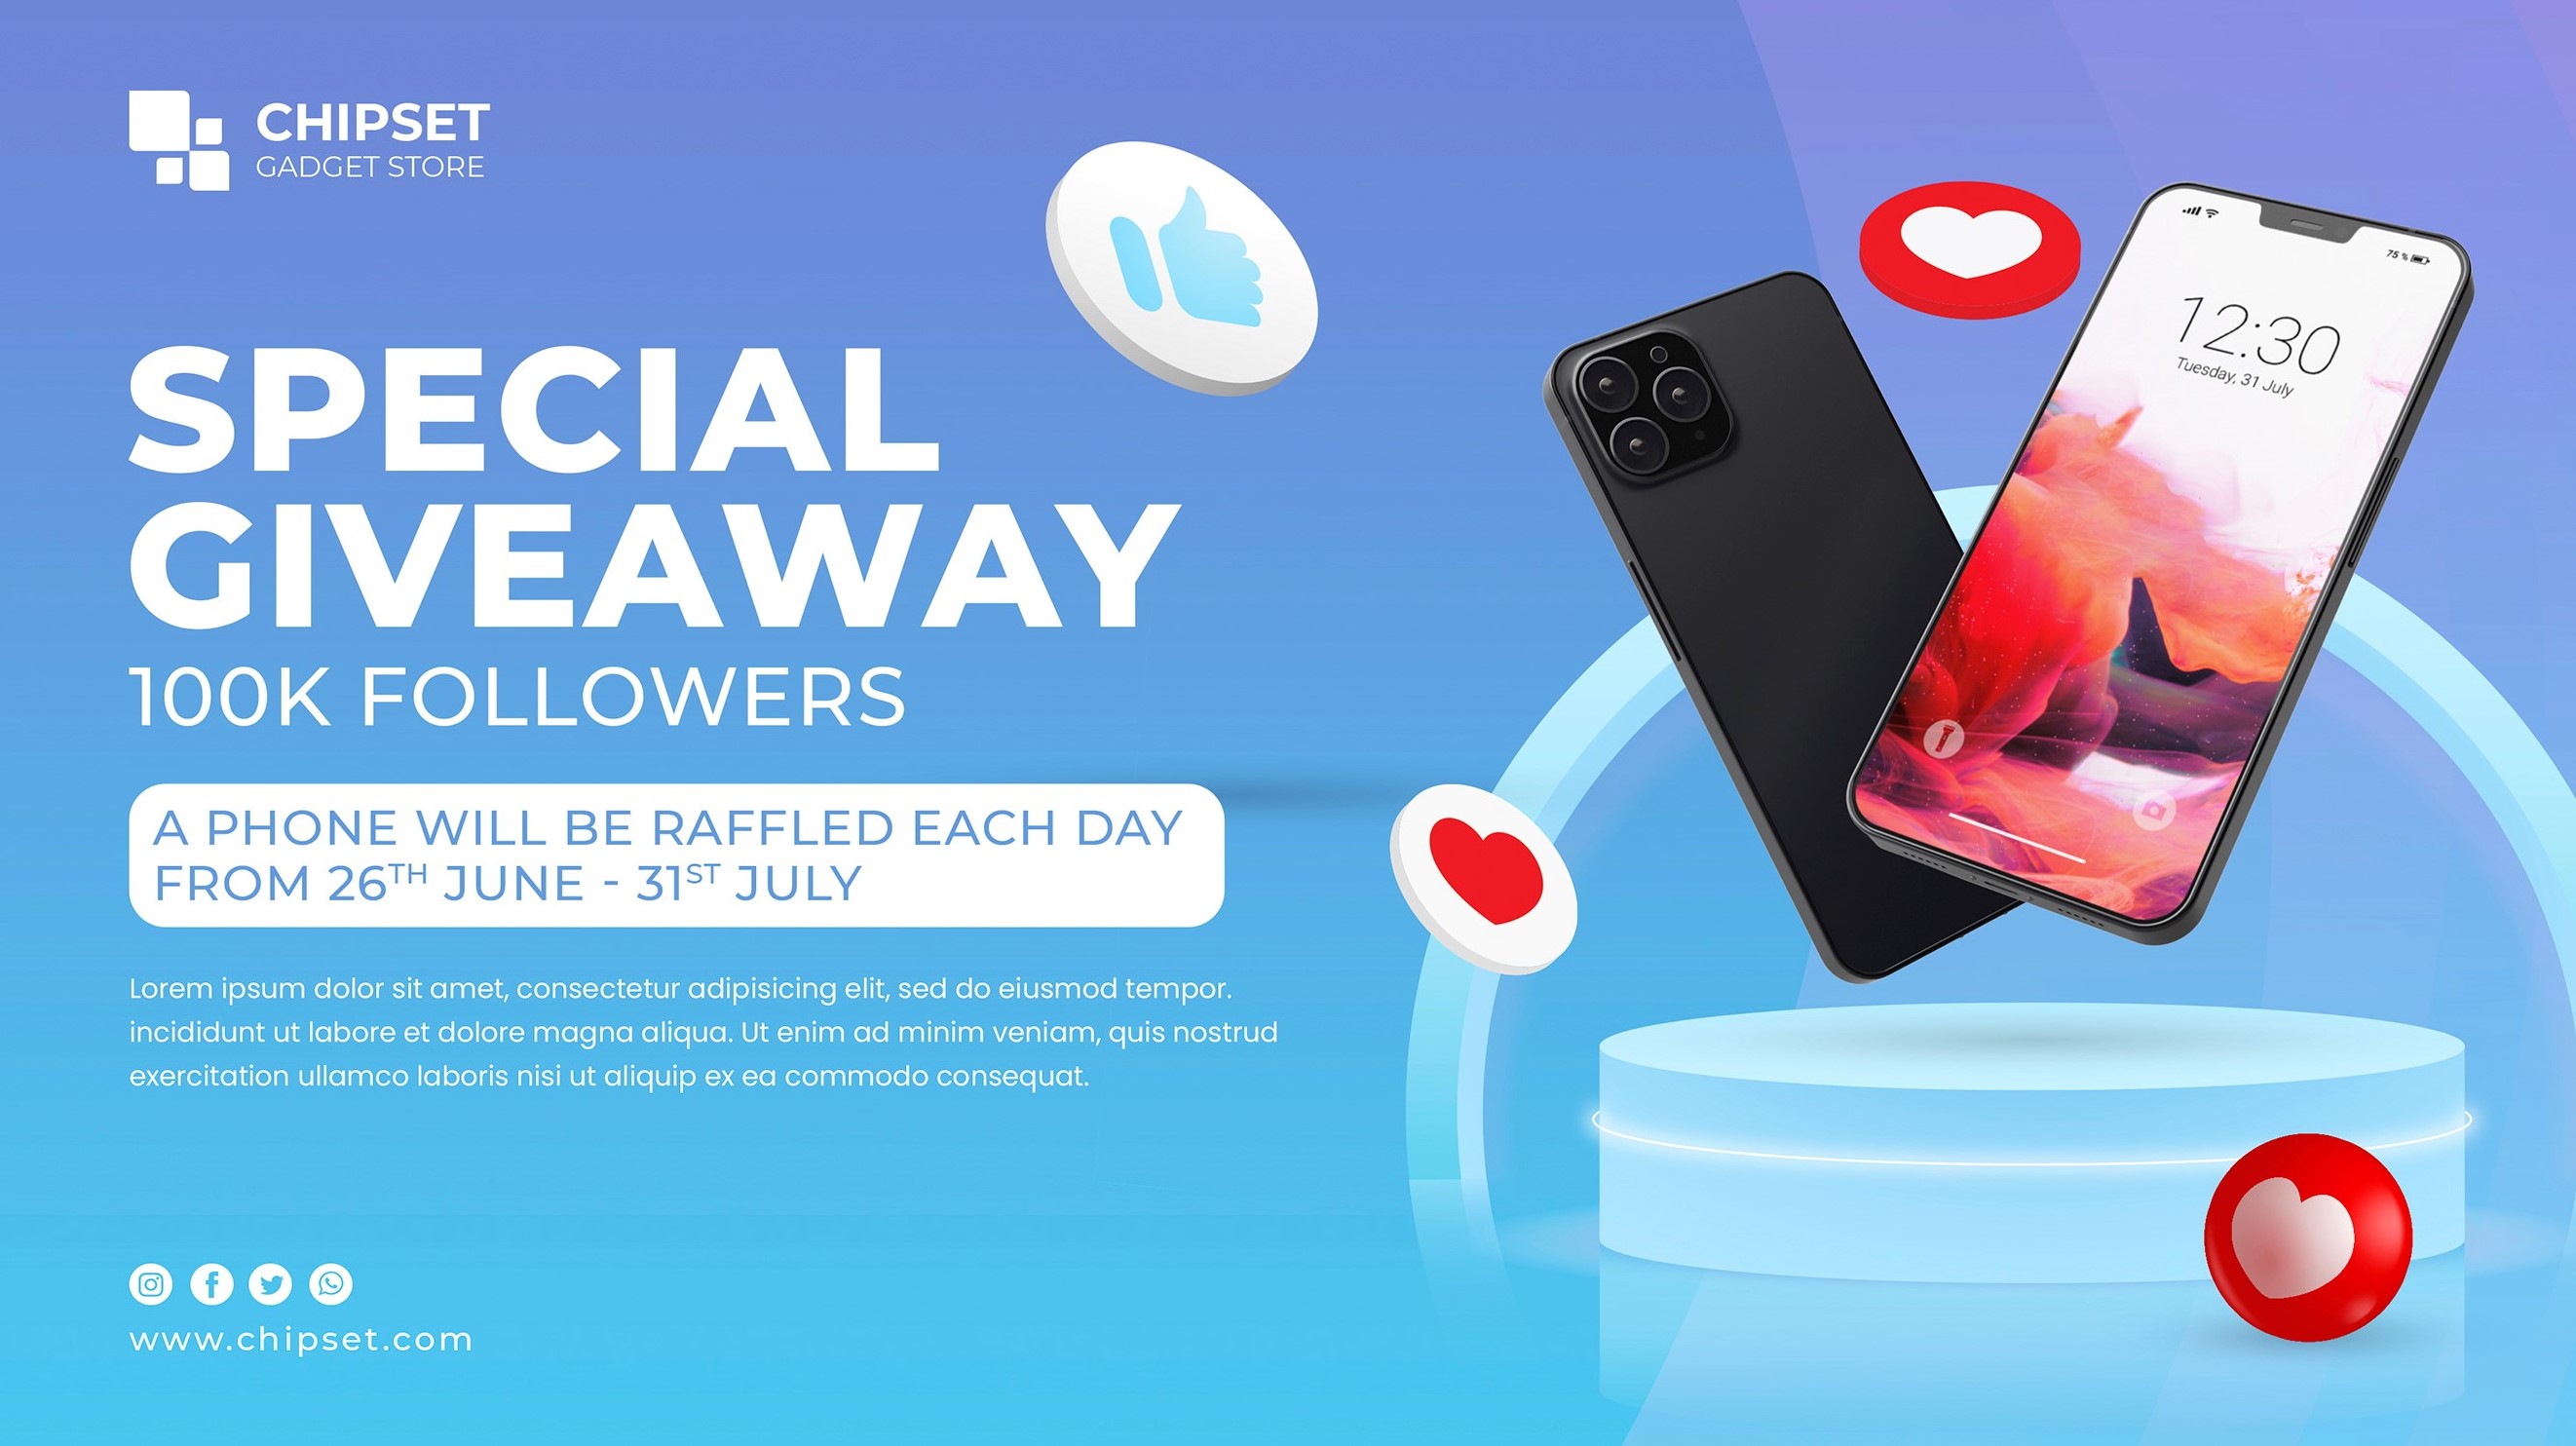 CHIPSET
GADGET STORE
SPECIAL
GIVEAWAY
100K FOLLOWERS
A PHONE WILL BE RAFFLED EACH DAY
FROM 26TH JUNE - 31ST JULY
Lorem ipsum dolor sit amet, consectetur adipisicing elit, sed do eiusmod tempor.
incididunt ut labore et dolore magna aliqua. Ut enim ad minim veniam, quis nostrud
exercitation ullamco laboris nisi ut aliquip ex ea commodo consequat.
www.chipset.com
75 %
12:30
Tuesday, 31 July